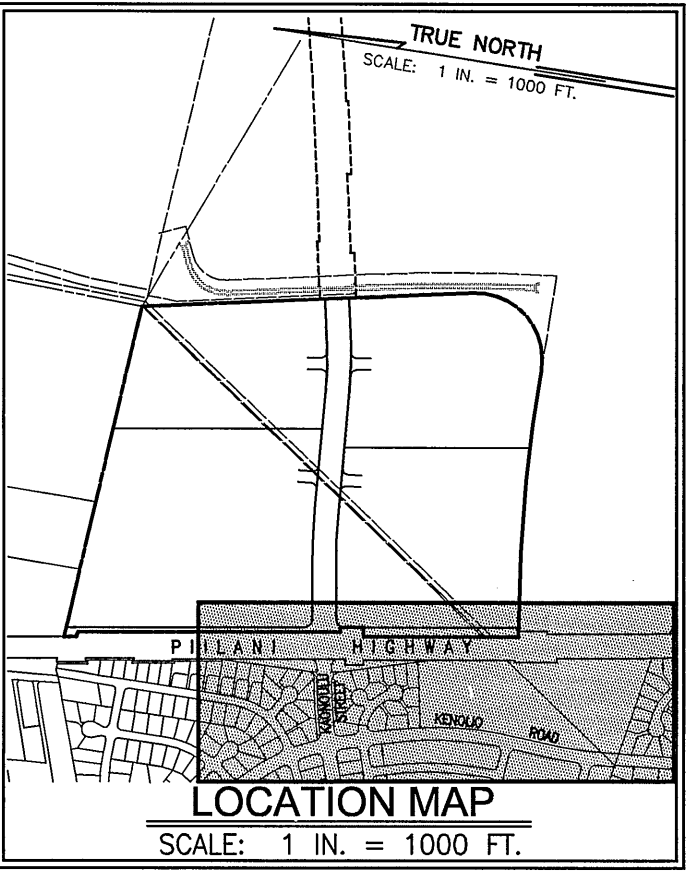 TRUE NORTH
SCALE: 1 IN. = 1000 FT.
PIILANI HIGHWAY
KAONOULU
STREET
KENOLIO ROAD
LOCATION MAP
SCALE: 1 IN. = 1000 FT.